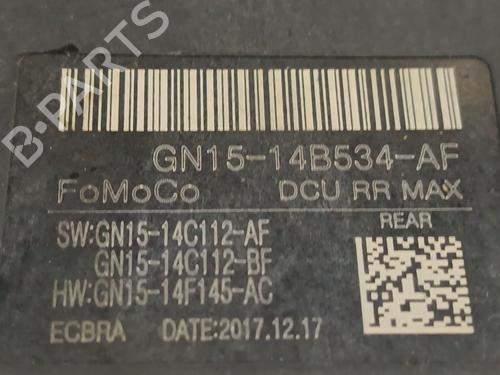 B-PARTS
GN15-14B534-AF
FoMoCo DCU RR MAX
REAR
SW:GN15-14C112-AF
GN15-14C112-BF
HW:GN15-14F145-AC
ECBRA DATE:2017.12.17